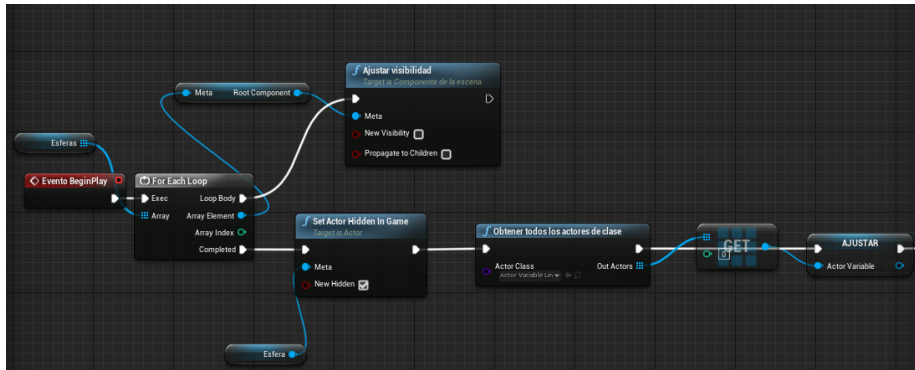 Ajustar visibilidad
Target is Componente de la escena
Meta
New Visibility
Propagate to Children
Meta Root Component
Esferas
Evento BeginPlay
For Each Loop
Exec Loop Body
Array Array Element
Array Index
Completed
Set Actor Hidden In Game
Target is Actor
Meta
New Hidden
Esfera
Obtener todos los actores de clase
Actor Class Out Actors
Actor Variable Lin
GET
0
AJUSTAR
Actor Variable